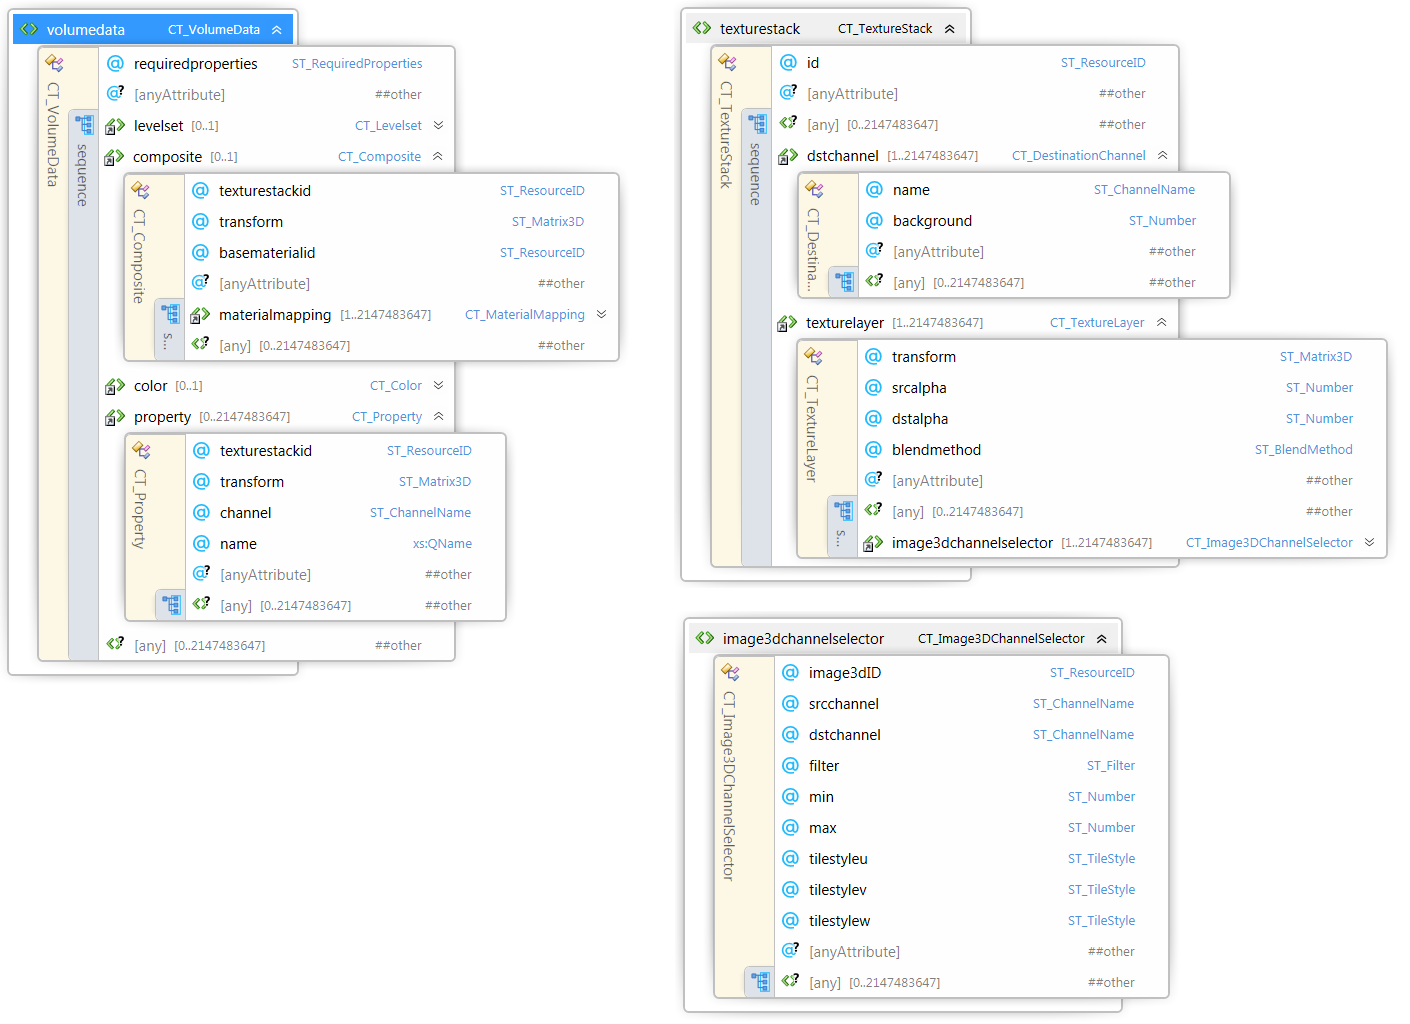 volumedata CT_VolumeData
CT_VolumeData
requiredproperties ST_RequiredProperties
[anyAttribute] ##other
sequence
levelset [0..1] CT_Levelset
composite [0..1] CT_Composite
CT_Composite
texturestackid ST_ResourceID
transform ST_Matrix3D
basematerialid ST_ResourceID
[anyAttribute] ##other
s...
materialmapping [1..2147483647] CT_MaterialMapping
[any] [0..2147483647] ##other
color [0..1] CT_Color
property [0..2147483647] CT_Property
CT_Property
texturestackid ST_ResourceID
transform ST_Matrix3D
channel ST_ChannelName
name xs:QName
[anyAttribute] ##other
[any] [0..2147483647] ##other
[any] [0..2147483647] ##other
texturestack CT_TextureStack
CT_TextureStack
id ST_ResourceID
[anyAttribute] ##other
sequence
[any] [0..2147483647] ##other
dstchannel [1..2147483647] CT_DestinationChannel
CT_Destina...
name ST_ChannelName
background ST_Number
[anyAttribute] ##other
[any] [0..2147483647] ##other
texturelayer [1..2147483647] CT_TextureLayer
CT_TextureLayer
transform ST_Matrix3D
srcalpha ST_Number
dstalpha ST_Number
blendmethod ST_BlendMethod
[anyAttribute] ##other
s...
[any] [0..2147483647] ##other
image3dchannelselector [1..2147483647] CT_Image3DChannelSelector
image3dchannelselector CT_Image3DChannelSelector
CT_Image3DChannelSelector
image3dID ST_ResourceID
srcchannel ST_ChannelName
dstchannel ST_ChannelName
filter ST_Filter
min ST_Number
max ST_Number
tilestyleu ST_TileStyle
tilestylev ST_TileStyle
tilestylew ST_TileStyle
[anyAttribute] ##other
[any] [0..2147483647] ##other